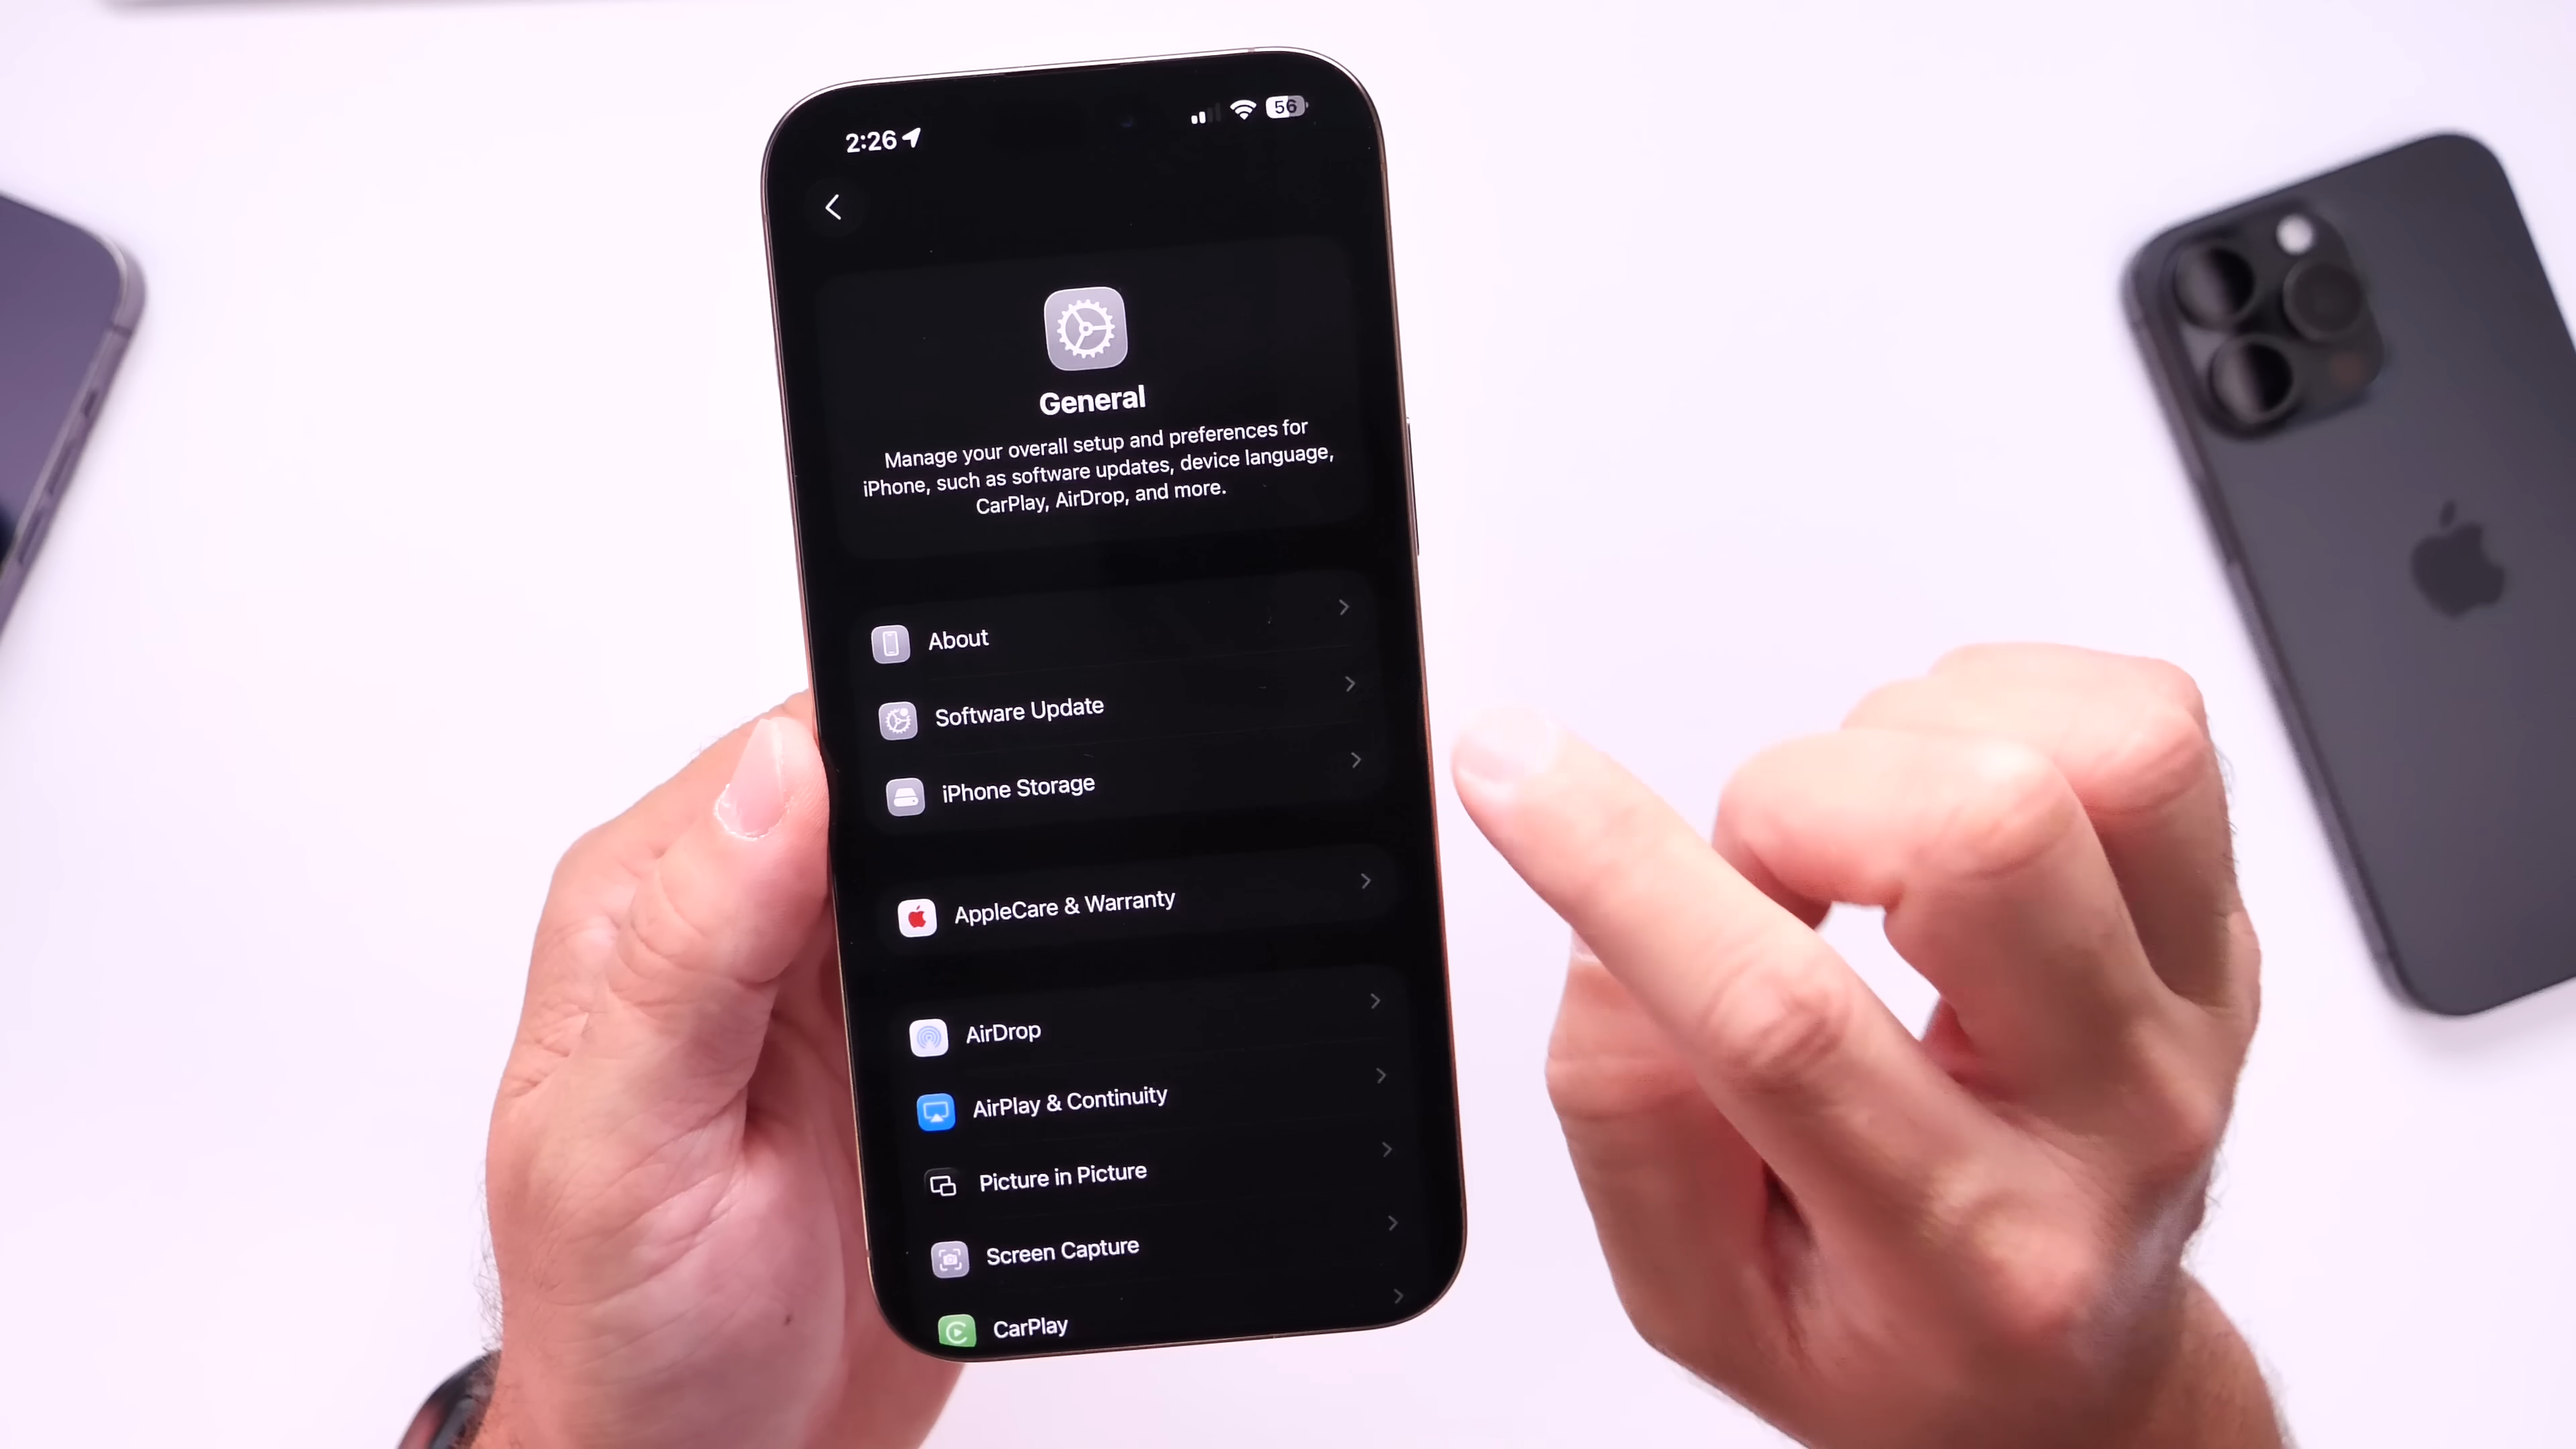 2:26
56
General
Manage your overall setup and preferences for
iPhone, such as software updates, device language,
CarPlay, AirDrop, and more.
About
Software Update
iPhone Storage
AppleCare & Warranty
AirDrop
AirPlay & Continuity
Picture in Picture
Screen Capture
CarPlay